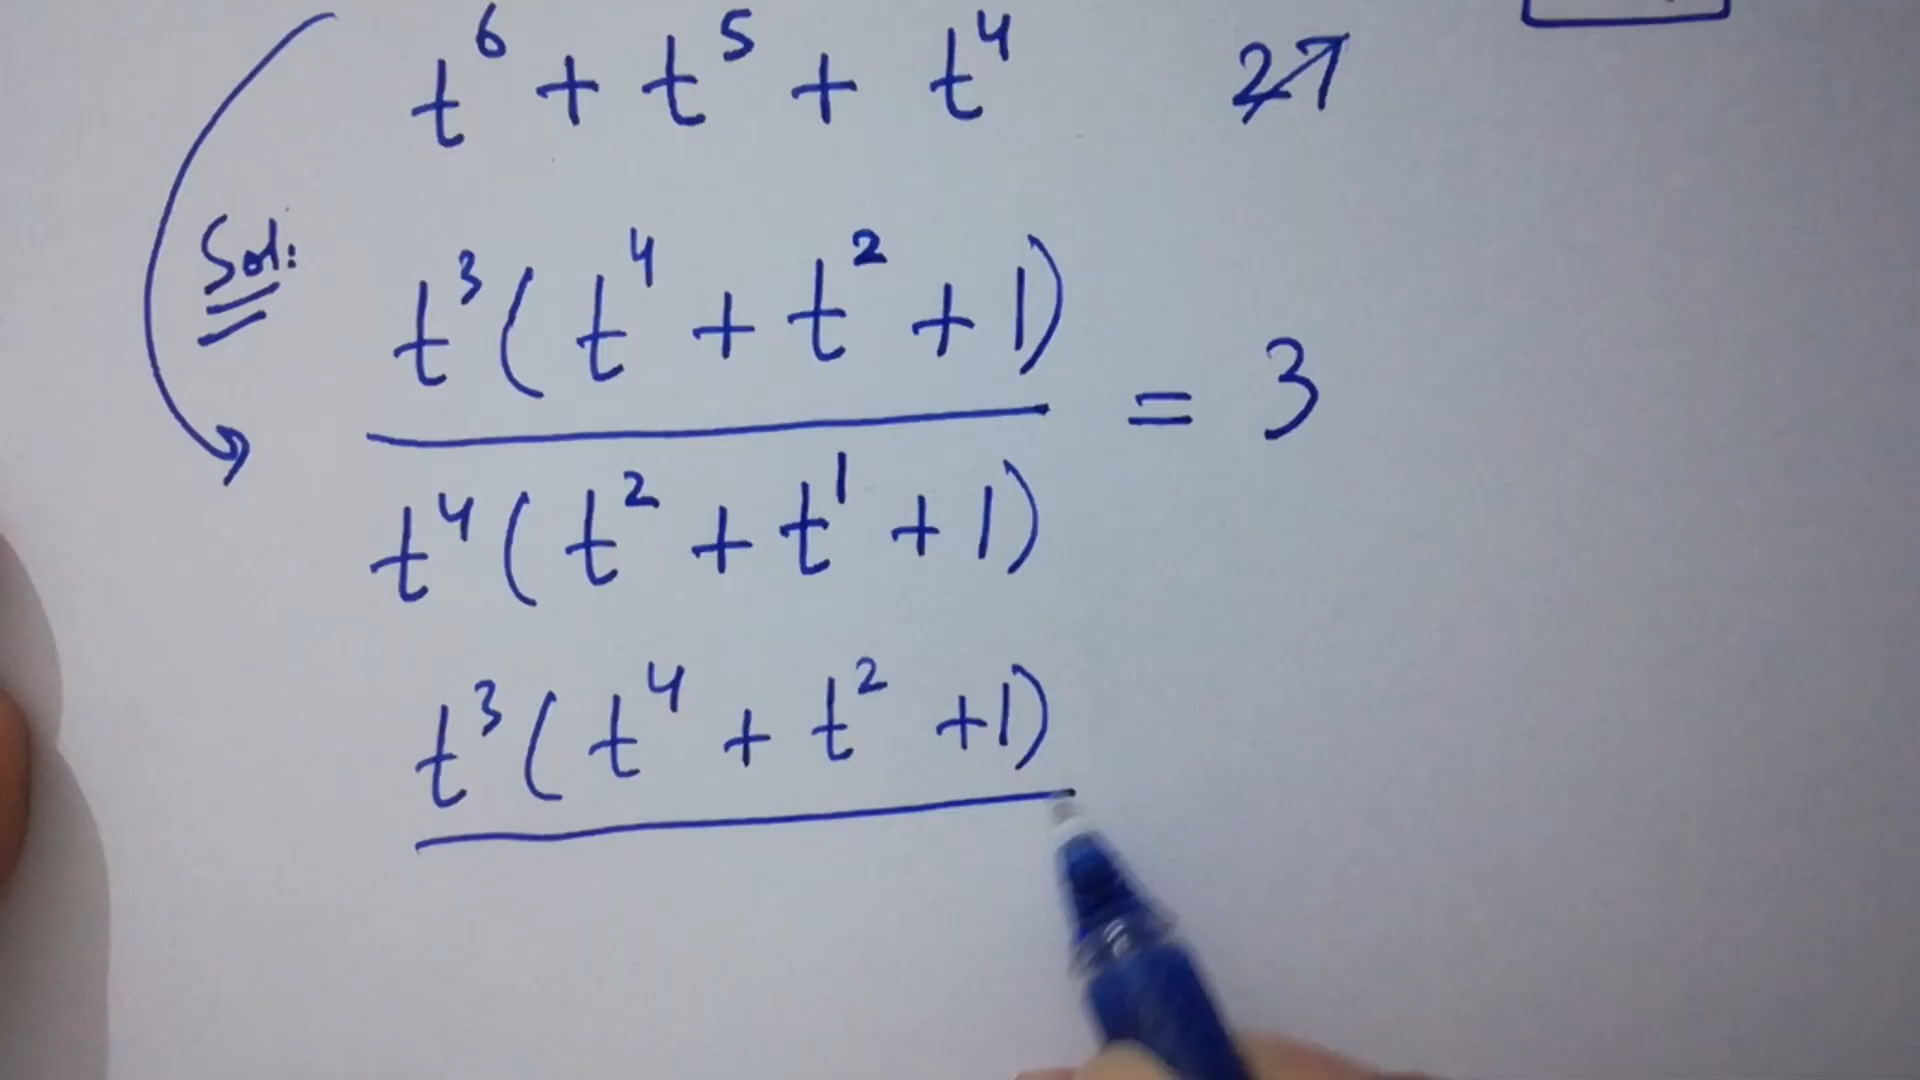 t⁶ + t⁵ + t⁴ 27
Sol:
t³(t⁴ + t² + 1)
= 3
t⁴(t² + t¹ + 1)
t³(t⁴ + t² + 1)